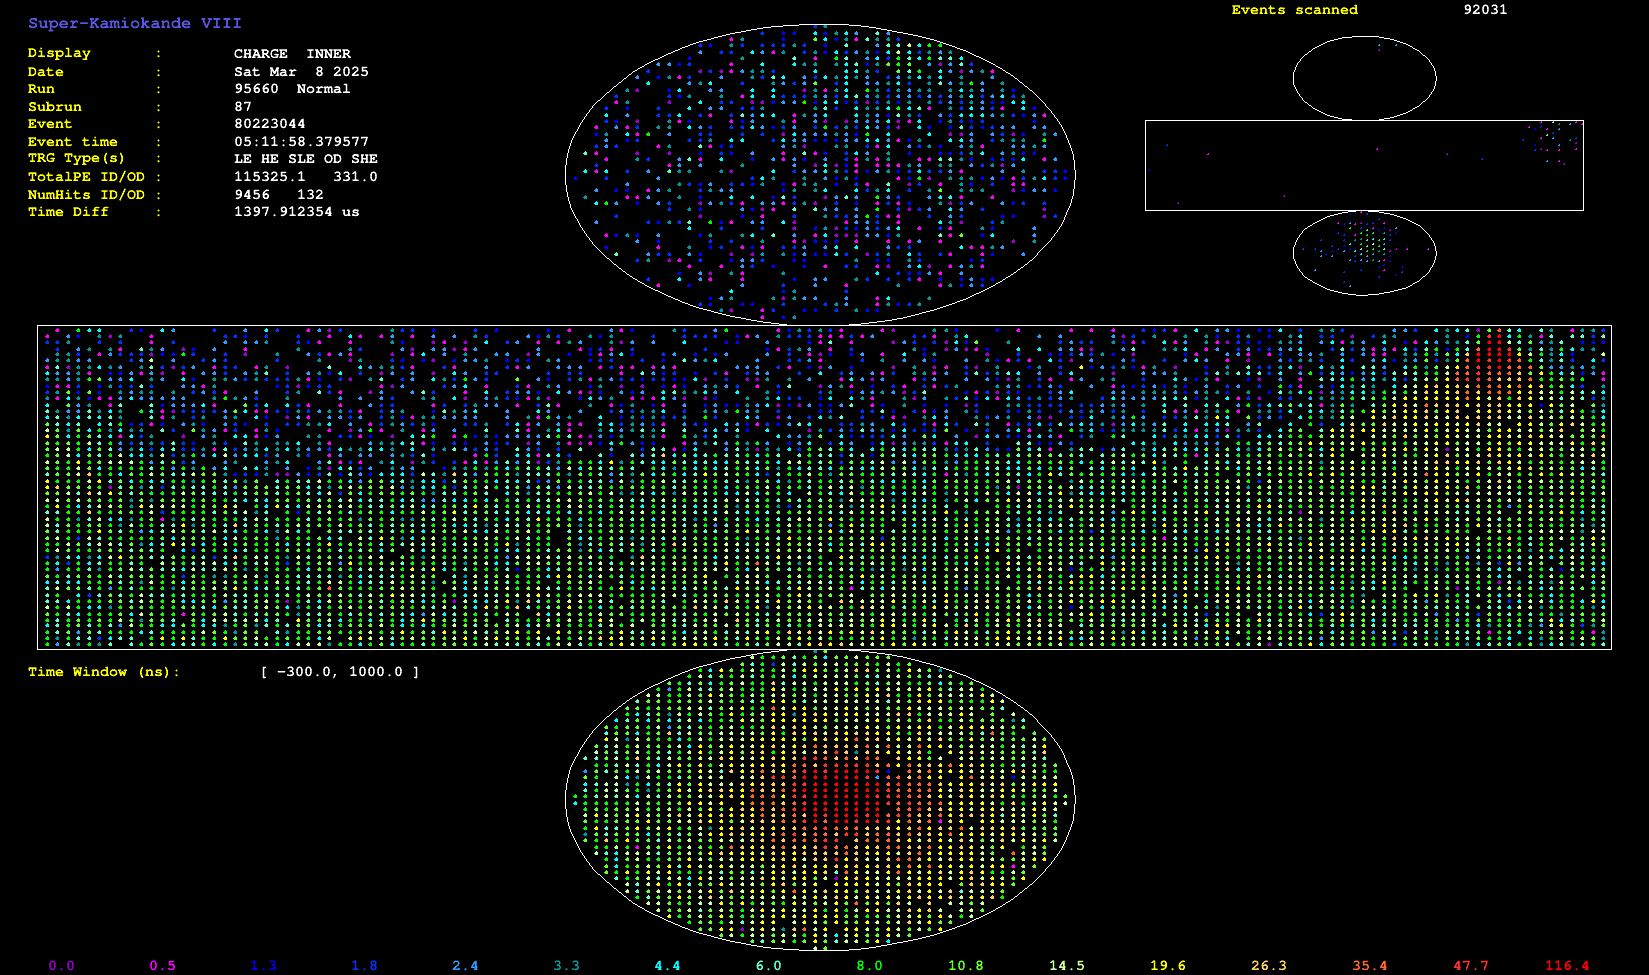 Super-Kamiokande VIII
Events scanned 92031
Display : CHARGE INNER
Date : Sat Mar 8 2025
Run : 95660 Normal
Subrun : 87
Event : 80223044
Event time : 05:11:58.379577
TRG Type(s) : LE HE SLE OD SHE
TotalPE ID/OD : 115325.1 331.0
NumHits ID/OD : 9456 132
Time Diff : 1397.912354 us
Time Window (ns): [ -300.0, 1000.0 ]
0.0 0.5 1.3 1.8 2.4 3.3 4.4 6.0 8.0 10.8 14.5 19.6 26.3 35.4 47.7 116.4